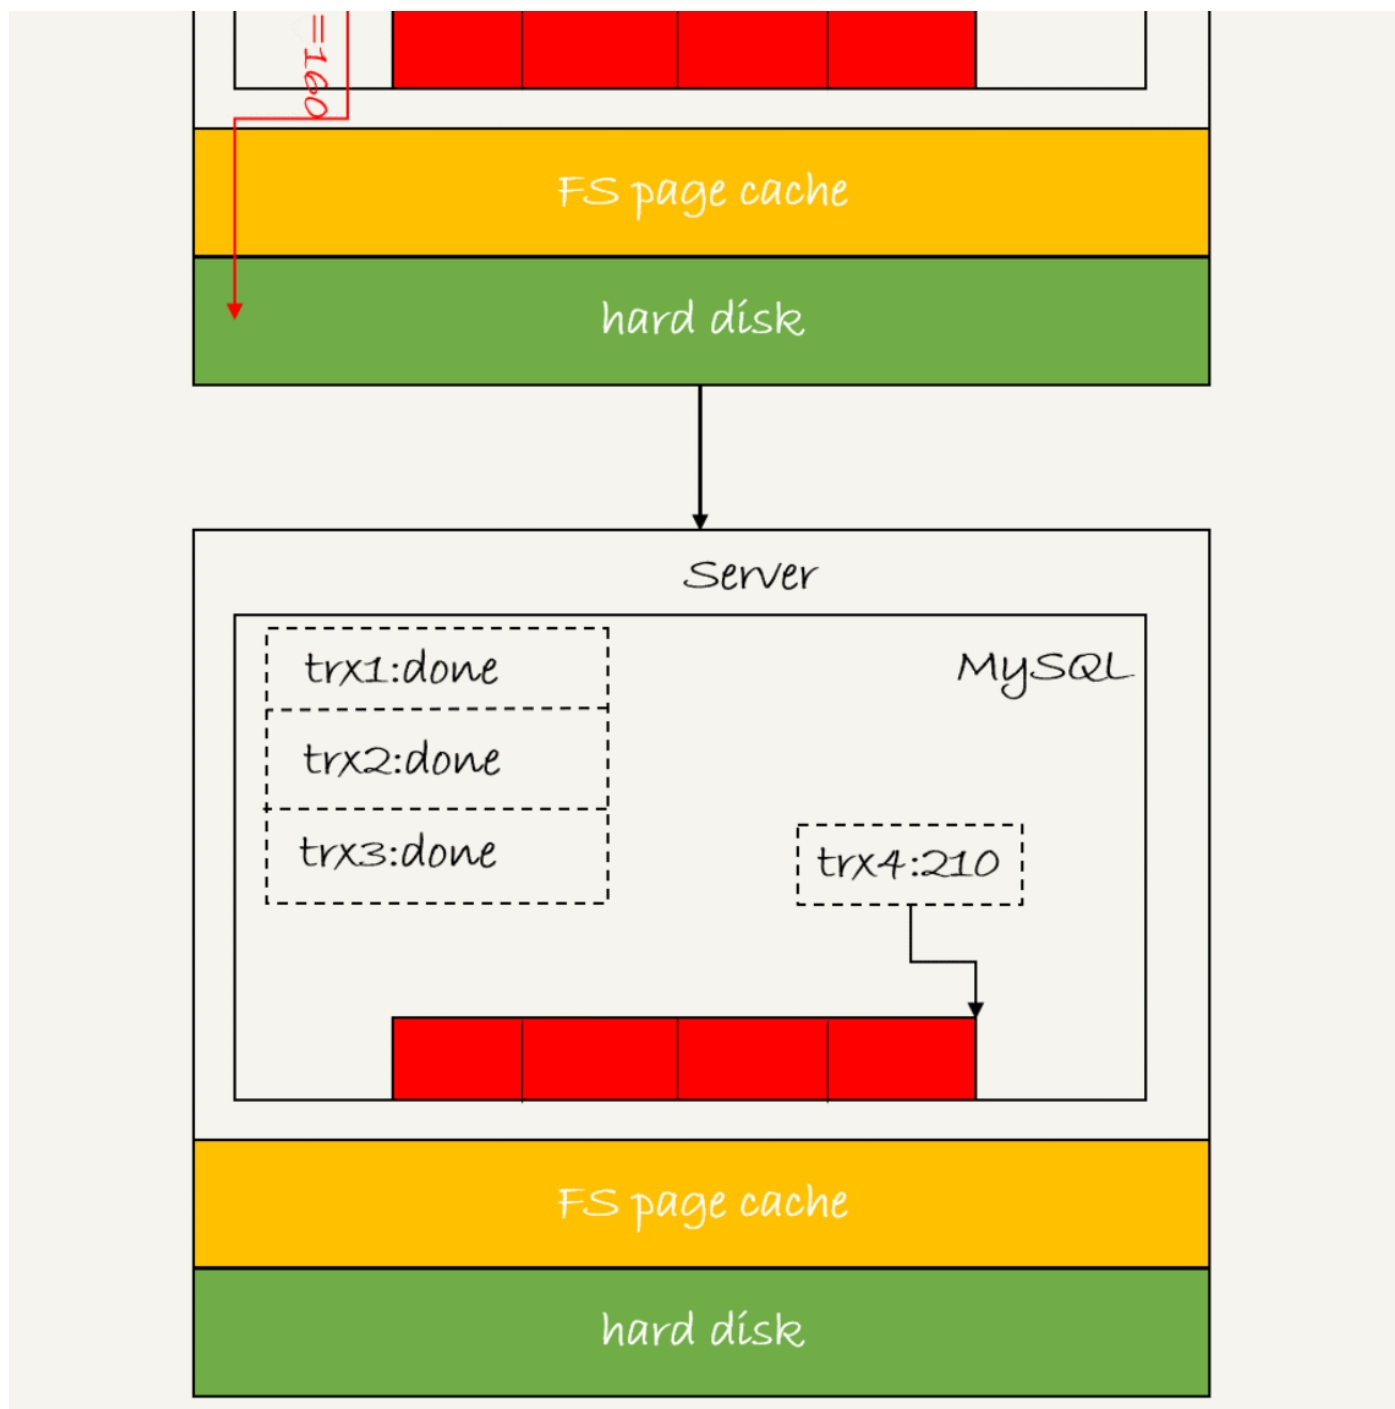 =160
FS page cache
hard disk
Server
MySQL
trx1:done
trx2:done
trx3:done
trx4:210
FS page cache
hard disk